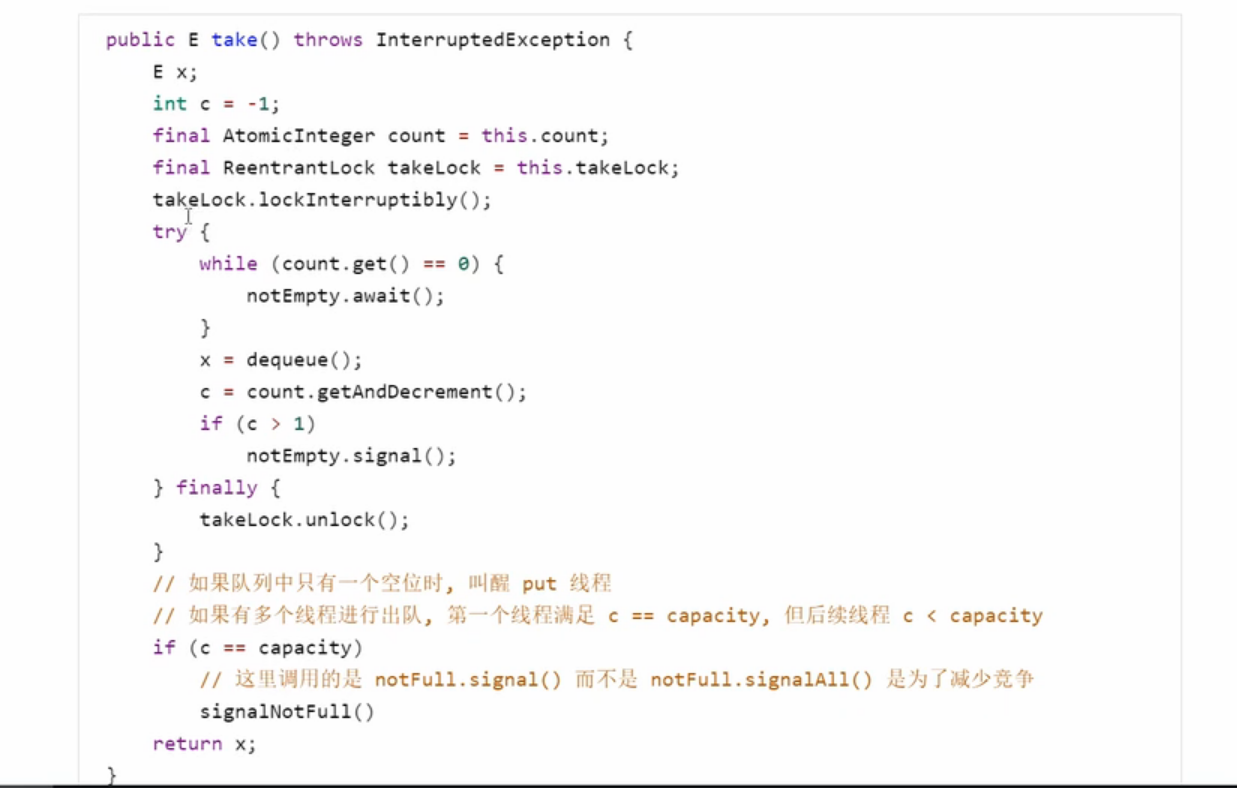 public E take() throws InterruptedException {
    E x;
    int c = -1;
    final AtomicInteger count = this.count;
    final ReentrantLock takeLock = this.takeLock;
    takeLock.lockInterruptibly();
    try {
        while (count.get() == 0) {
            notEmpty.await();
        }
        x = dequeue();
        c = count.getAndDecrement();
        if (c > 1)
            notEmpty.signal();
    } finally {
        takeLock.unlock();
    }
    // 如果队列中只有一个空位时, 叫醒 put 线程
    // 如果有多个线程进行出队, 第一个线程满足 c == capacity, 但后续线程 c < capacity
    if (c == capacity)
        // 这里调用的是 notFull.signal() 而不是 notFull.signalAll() 是为了减少竞争
        signalNotFull()
    return x;
}